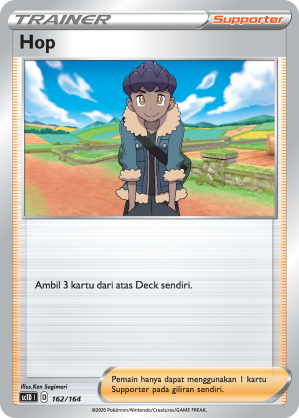 TRAINER Supporter
Hop
Ambil 3 kartu dari atas Deck sendiri.
Illus.Ken Sugimori
sc1D I D 162/164
Pemain hanya dapat menggunakan 1 kartu
Supporter pada giliran sendiri.
©2020 Pokémon/Nintendo/Creatures/GAME FREAK.